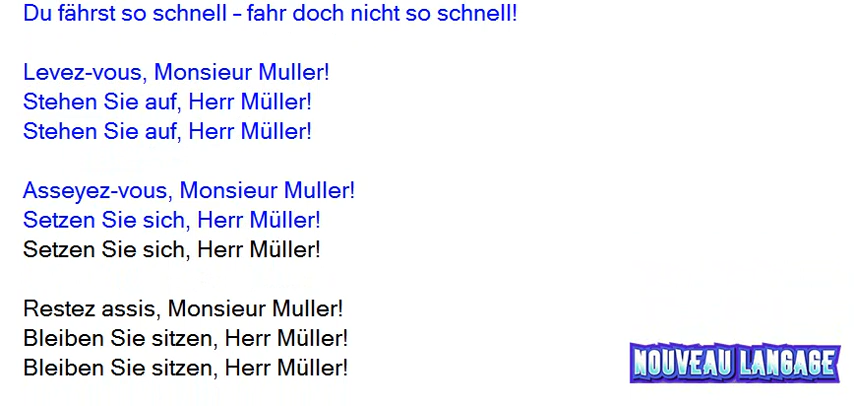 Du fährst so schnell – fahr doch nicht so schnell!
Levez-vous, Monsieur Muller!
Stehen Sie auf, Herr Müller!
Stehen Sie auf, Herr Müller!
Asseyez-vous, Monsieur Muller!
Setzen Sie sich, Herr Müller!
Setzen Sie sich, Herr Müller!
Restez assis, Monsieur Muller!
Bleiben Sie sitzen, Herr Müller!
Bleiben Sie sitzen, Herr Müller!
NOUVEAU LANGAGE